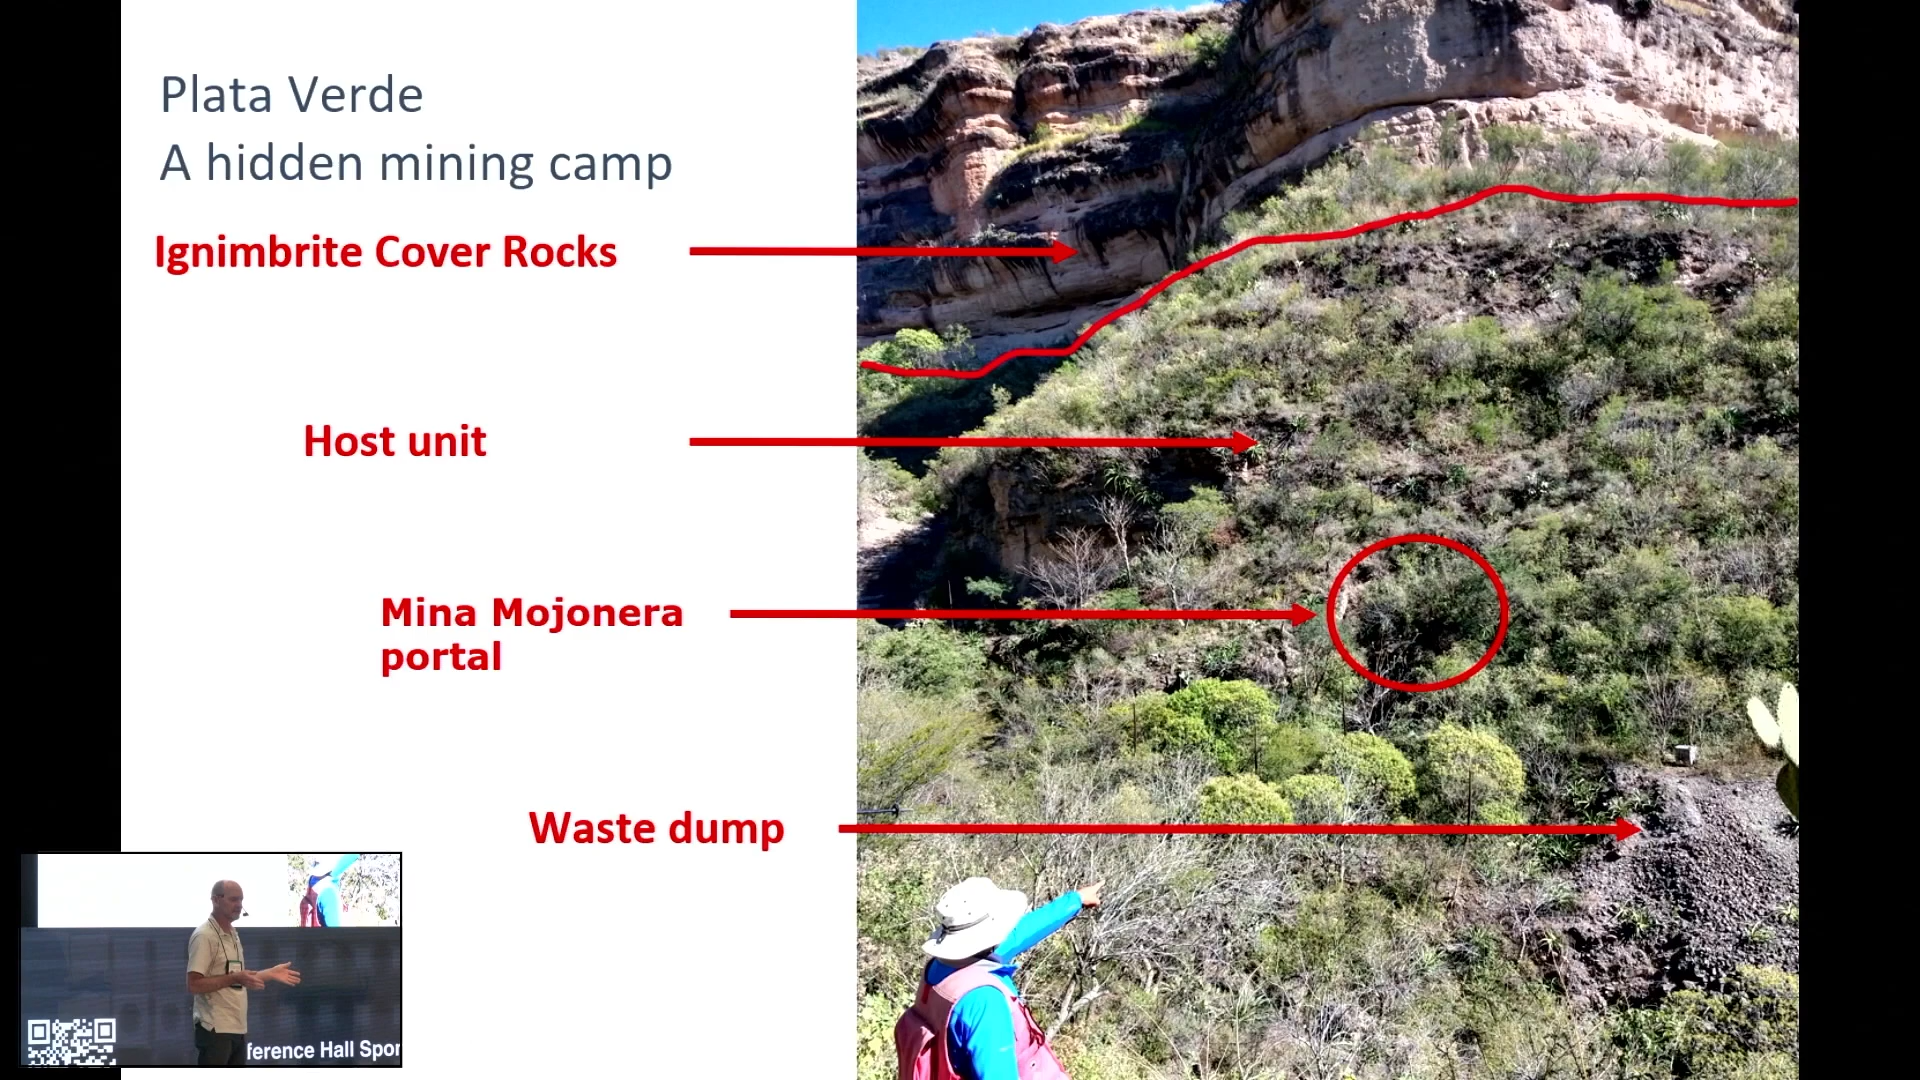 Plata Verde
A hidden mining camp
Ignimbrite Cover Rocks
Host unit
Mina Mojonera
portal
Waste dump
ference Hall Spor